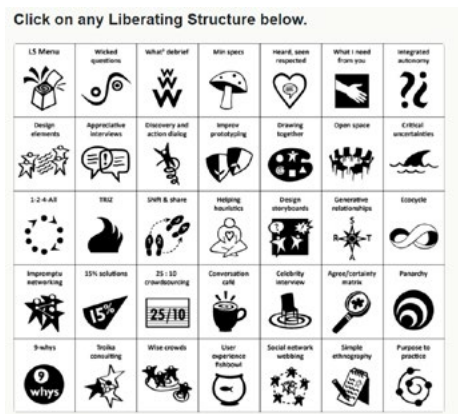 Click on any Liberating Structure below.
LS Menu
Wicked
questions
What³ debrief
Min specs
Heard, seen
respected
What I need
from you
Integrated
autonomy
W
W
W
Design
elements
Appreciative
interviews
Discovery and
action dialog
Improv
prototyping
Drawing
together
Open space
Critical
uncertainties
1-2-4-All
TRIZ
Shift & share
Helping
heuristics
Design
storyboards
Generative
relationships
Ecocycle
S
R
T
Impromptu
networking
15% solutions
25 : 10
crowdsourcing
Conversation
café
Celebrity
interview
Agree/certainty
matrix
Panarchy
15%
25/10
9-whys
Troika
consulting
Wise crowds
User
experience
fishbowl
Social network
webbing
Simple
ethnography
Purpose to
practice
9
whys